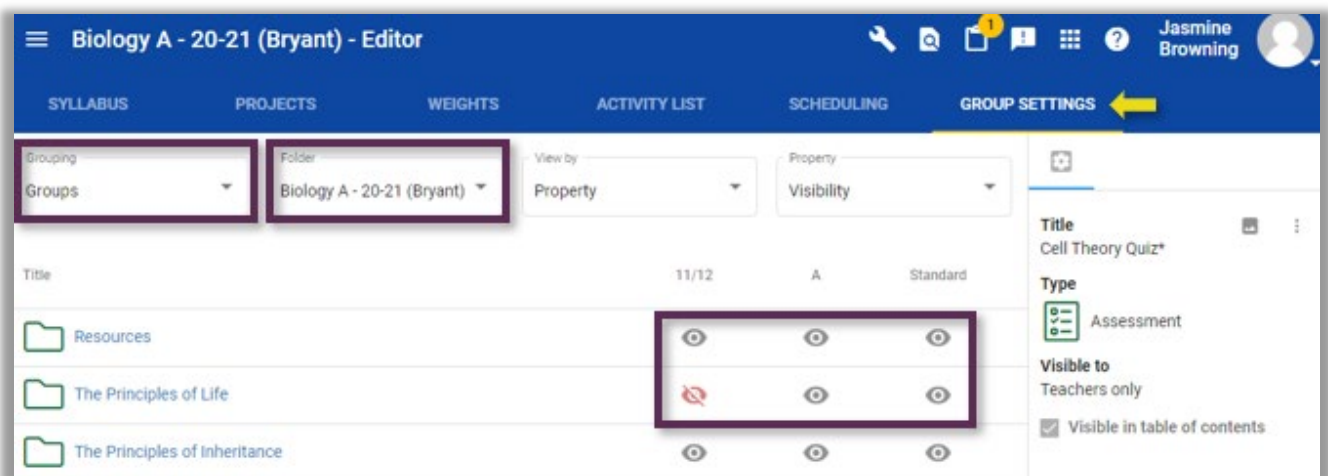 Biology A - 20-21 (Bryant) - Editor
1
Jasmine
Browning
SYLLABUS PROJECTS WEIGHTS ACTIVITY LIST SCHEDULING GROUP SETTINGS
Grouping Folder View by Property
Groups Biology A - 20-21 (Bryant) Property Visibility
Title
Cell Theory Quiz*
Title 11/12 A Standard
Type
Assessment
Resources
Visible to
Teachers only
The Principles of Life
Visible in table of contents
The Principles of Inheritance